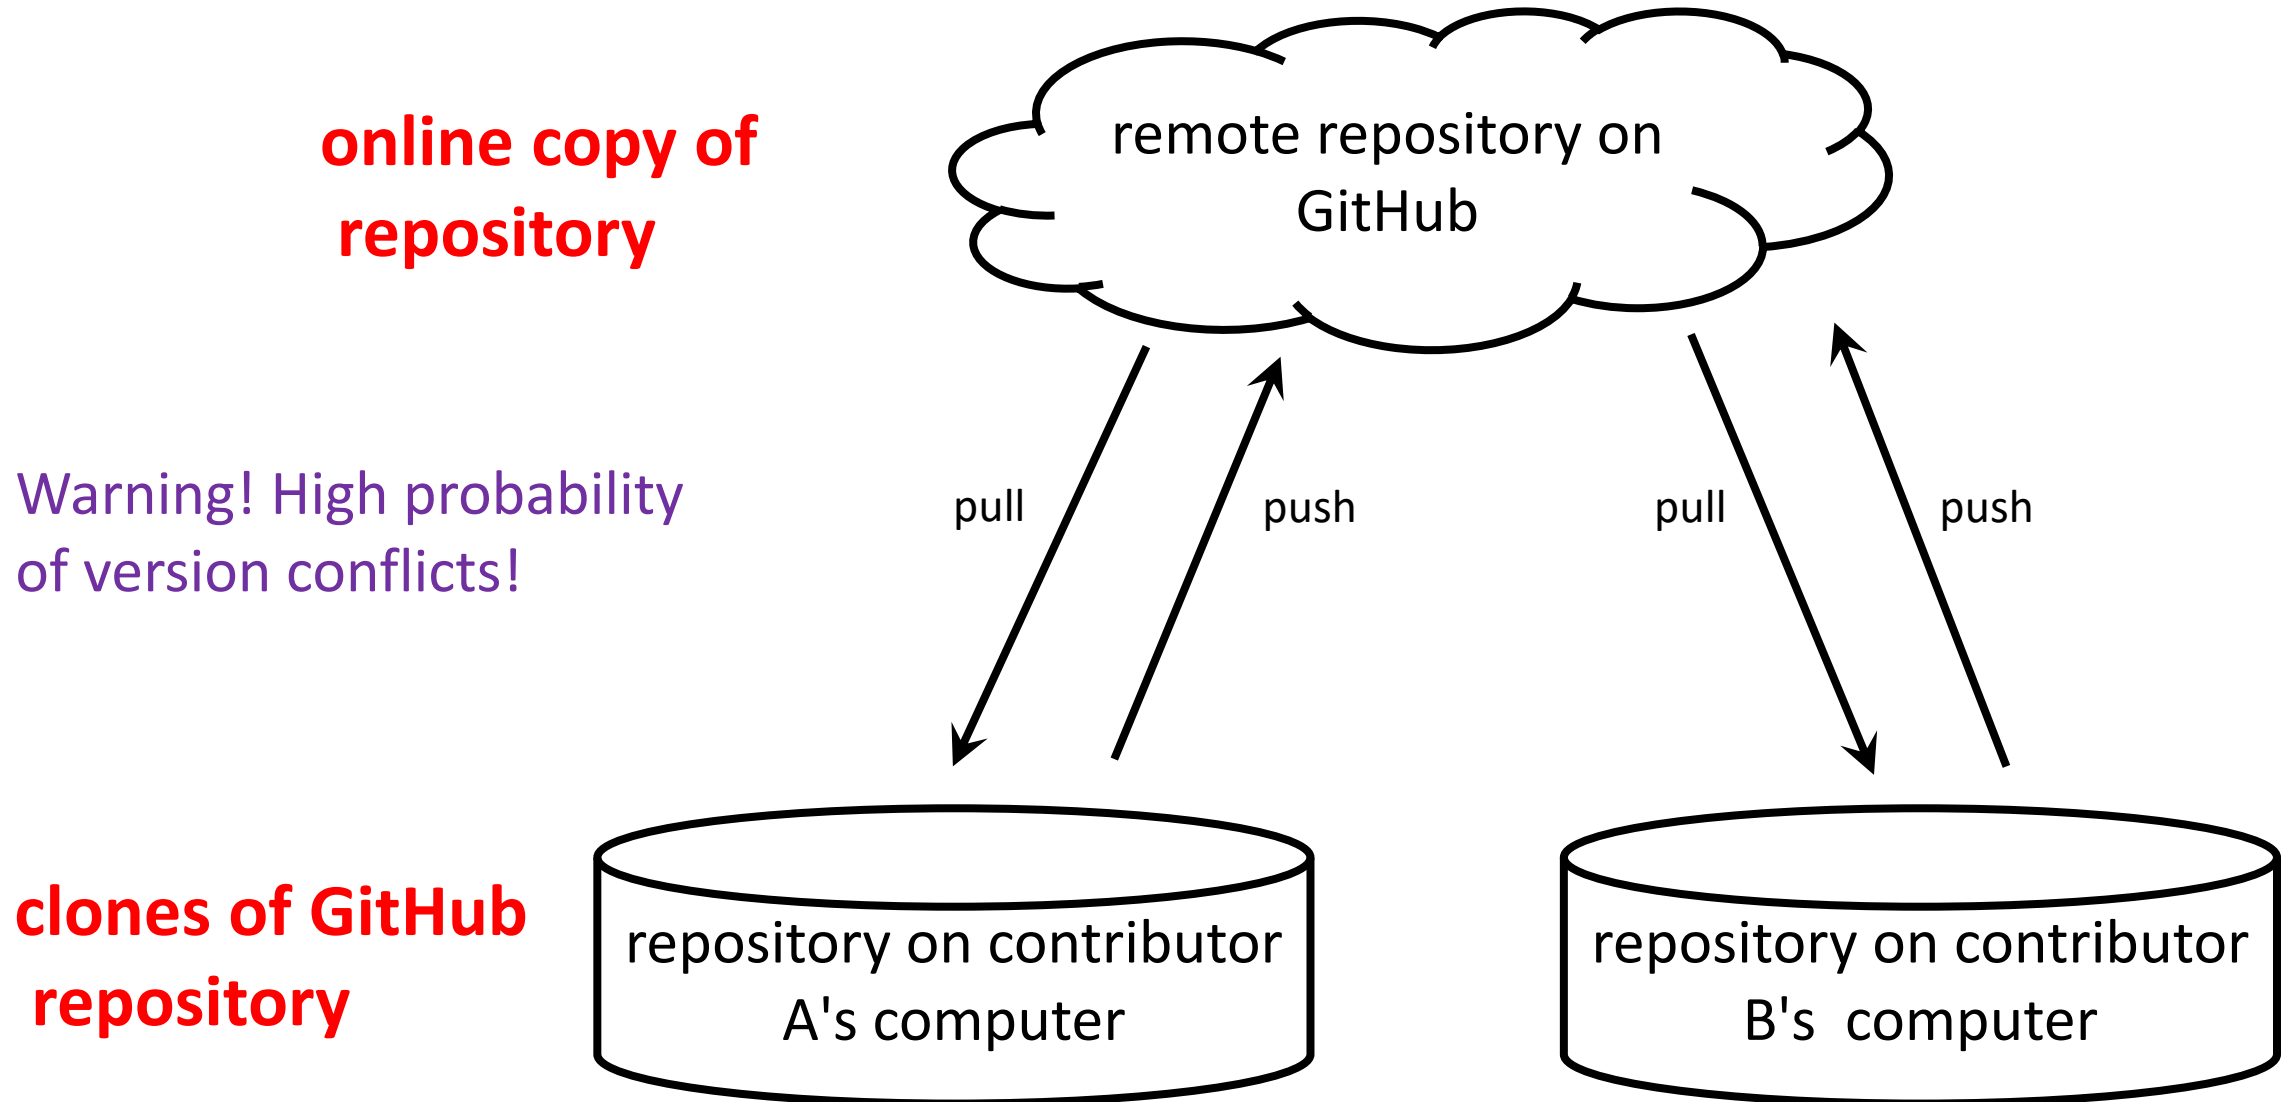 online copy of
repository
remote repository on
GitHub
Warning! High probability
of version conflicts!
pull
push
pull
push
clones of GitHub
repository
repository on contributor
A's computer
repository on contributor
B's  computer